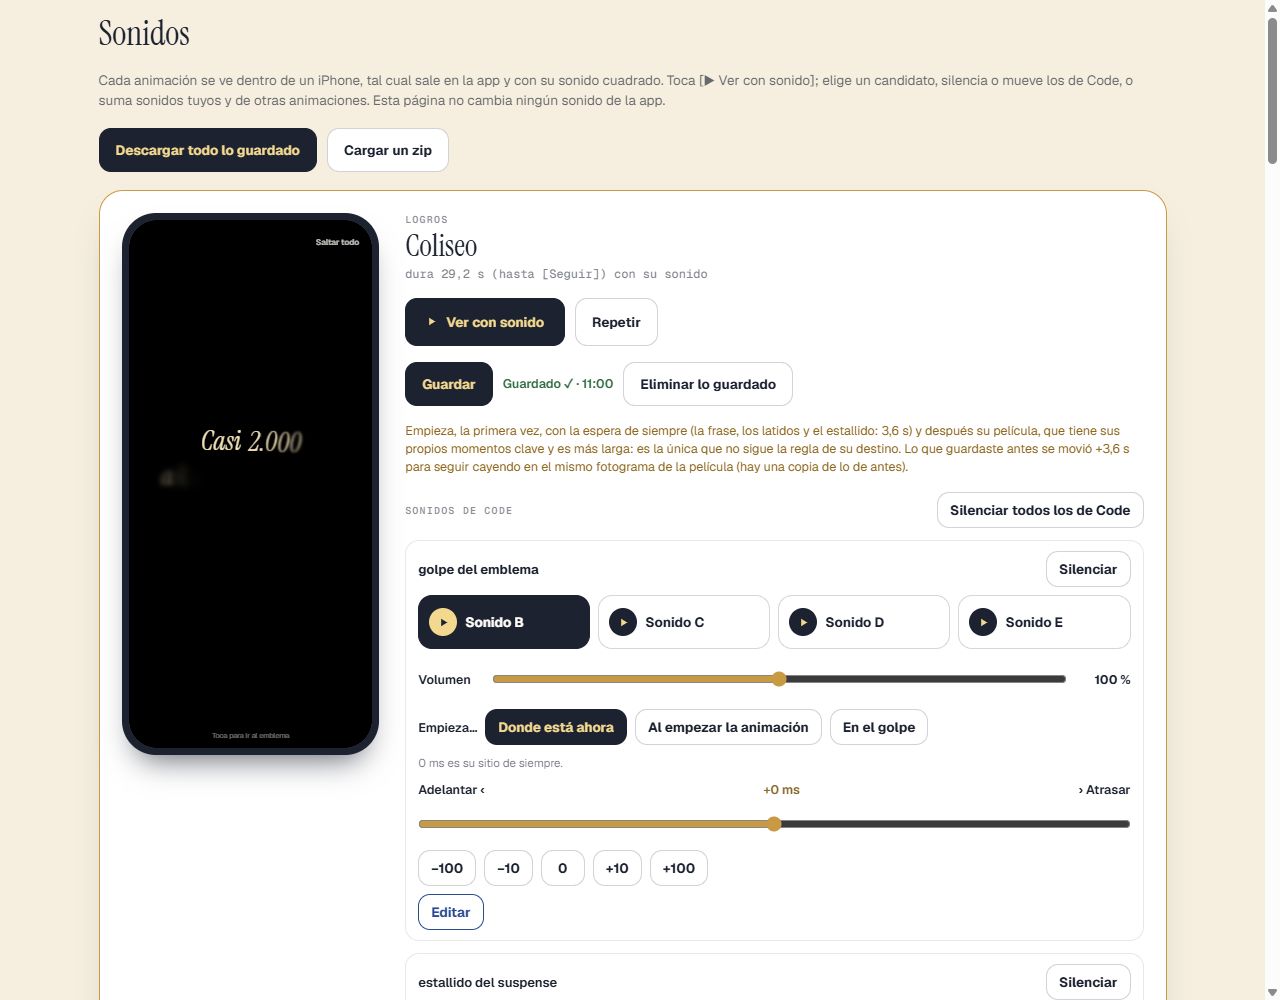 Sonidos
Cada animación se ve dentro de un iPhone, tal cual sale en la app y con su sonido cuadrado. Toca [▶ Ver con sonido]; elige un candidato, silencia o mueve los de Code, o
suma sonidos tuyos y de otras animaciones. Esta página no cambia ningún sonido de la app.
Descargar todo lo guardado
Cargar un zip
Saltar todo
Casi 2.000
Toca para ir al emblema
LOGROS
Coliseo
dura 29,2 s (hasta [Seguir]) con su sonido
▶ Ver con sonido
Repetir
Guardar
Guardado ✓ · 11:00
Eliminar lo guardado
Empieza, la primera vez, con la espera de siempre (la frase, los latidos y el estallido: 3,6 s) y después su película, que tiene sus
propios momentos clave y es más larga: es la única que no sigue la regla de su destino. Lo que guardaste antes se movió +3,6 s
para seguir cayendo en el mismo fotograma de la película (hay una copia de lo de antes).
SONIDOS DE CODE
Silenciar todos los de Code
golpe del emblema
Silenciar
Sonido B
Sonido C
Sonido D
Sonido E
Volumen
100 %
Empieza...
Donde está ahora
Al empezar la animación
En el golpe
0 ms es su sitio de siempre.
Adelantar ‹
+0 ms
› Atrasar
−100
−10
0
+10
+100
Editar
estallido del suspense
Silenciar